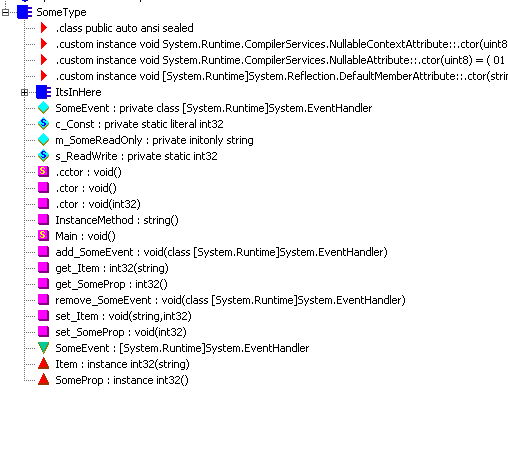 SomeType
.class public auto ansi sealed
.custom instance void System.Runtime.CompilerServices.NullableContextAttribute::.ctor(uint8
.custom instance void System.Runtime.CompilerServices.NullableAttribute::.ctor(uint8) = ( 01
.custom instance void [System.Runtime]System.Reflection.DefaultMemberAttribute::.ctor(strin
ItsInHere
SomeEvent : private class [System.Runtime]System.EventHandler
c_Const : private static literal int32
m_SomeReadOnly : private initonly string
s_ReadWrite : private static int32
.cctor : void()
.ctor : void()
.ctor : void(int32)
InstanceMethod : string()
Main : void()
add_SomeEvent : void(class [System.Runtime]System.EventHandler)
get_Item : int32(string)
get_SomeProp : int32()
remove_SomeEvent : void(class [System.Runtime]System.EventHandler)
set_Item : void(string,int32)
set_SomeProp : void(int32)
SomeEvent : [System.Runtime]System.EventHandler
Item : instance int32(string)
SomeProp : instance int32()